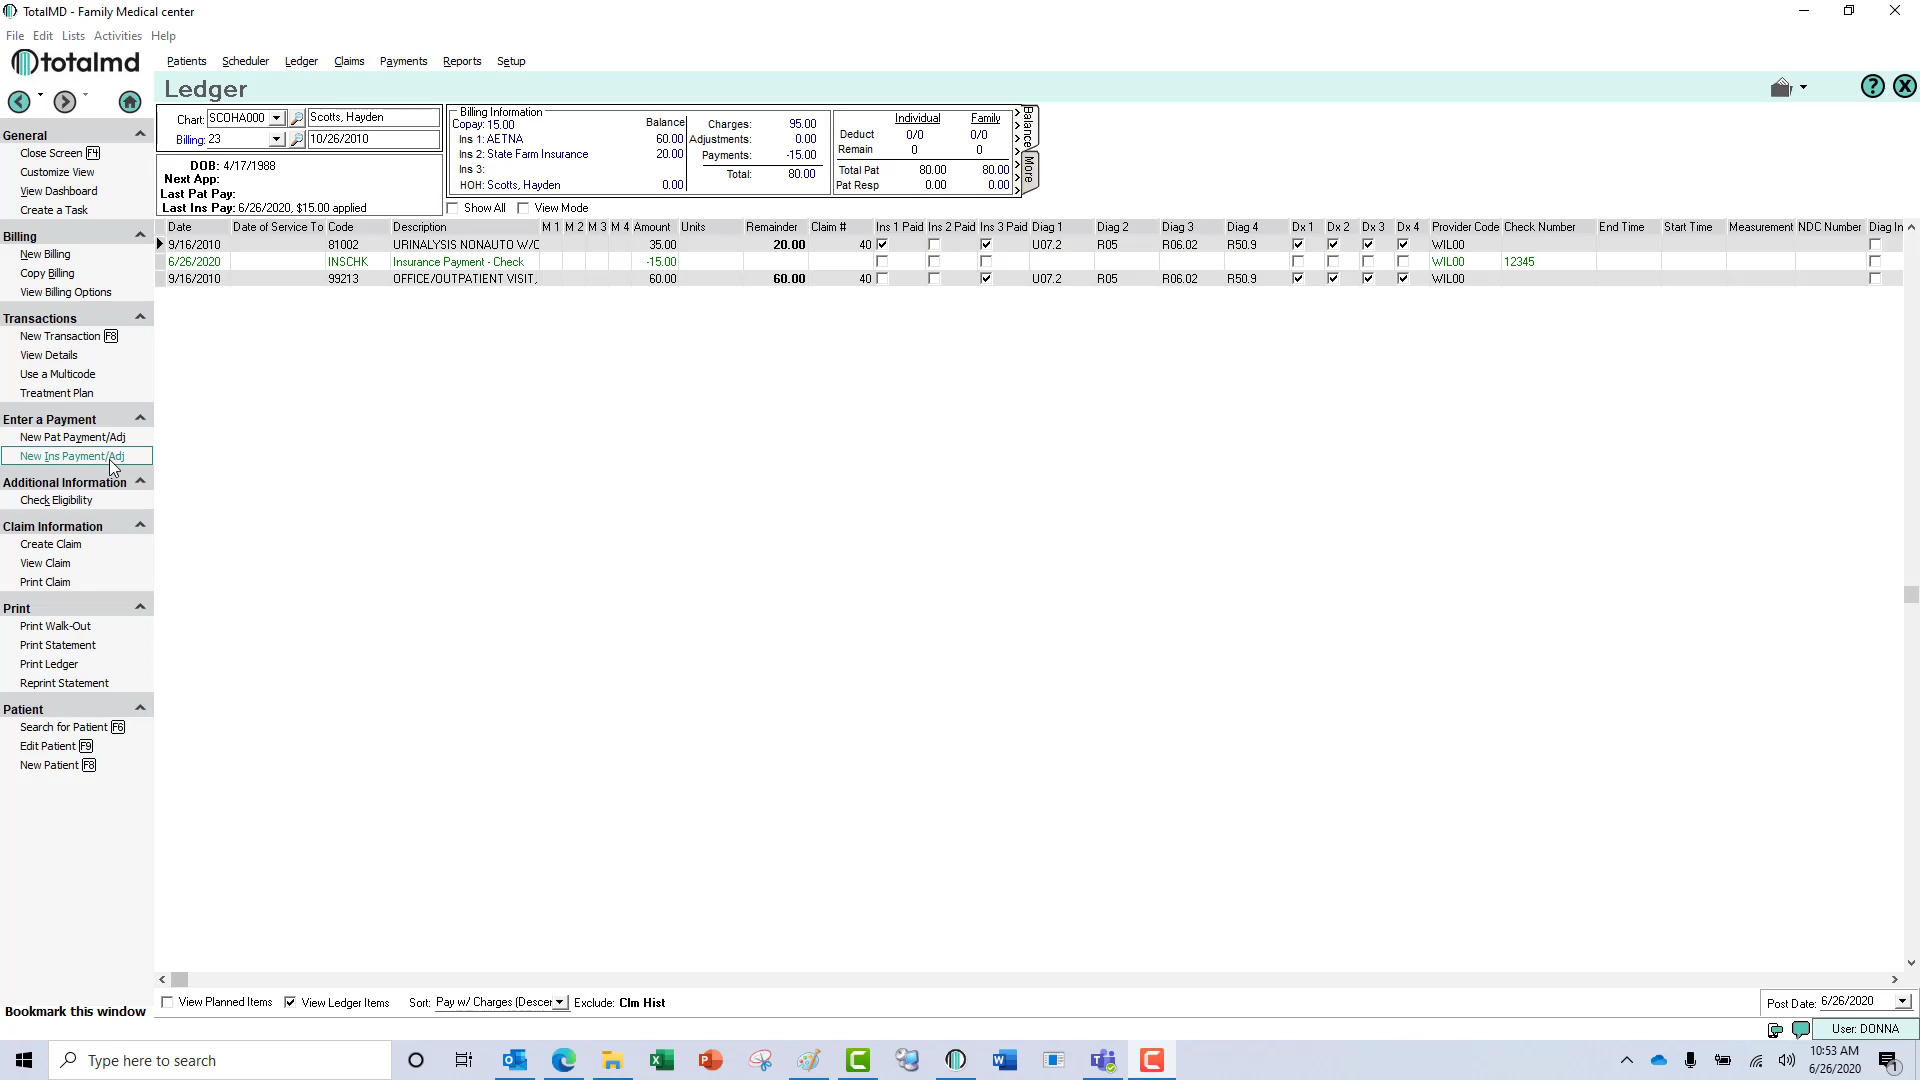 TotalMD - Family Medical center
File Edit Lists Activities Help
totalmd
Patients Scheduler Ledger Claims Payments Reports Setup
Ledger
General
Close Screen F4
Customize View
View Dashboard
Create a Task
Billing
New Billing
Copy Billing
View Billing Options
Transactions
New Transaction F8
View Details
Use a Multicode
Treatment Plan
Enter a Payment
New Pat Payment/Adj
New Ins Payment/Adj
Additional Information
Check Eligibility
Claim Information
Create Claim
View Claim
Print Claim
Print
Print Walk-Out
Print Statement
Print Ledger
Reprint Statement
Patient
Search for Patient F6
Edit Patient F9
New Patient F8
Bookmark this window
Chart: SCOHA000 Scotts, Hayden
Billing: 23 10/26/2010
DOB: 4/17/1988
Next App:
Last Pat Pay:
Last Ins Pay: 6/26/2020, $15.00 applied
Billing Information
Copay: 15.00 Balance
Ins 1: AETNA 60.00
Ins 2: State Farm Insurance 20.00
Ins 3:
HOH: Scotts, Hayden 0.00
Charges: 95.00
Adjustments: 0.00
Payments: -15.00
Total: 80.00
Individual Family
Deduct 0/0 0/0
Remain 0 0
Total Pat 80.00 80.00
Pat Resp 0.00 0.00
Balance
More
Show All View Mode
Date Date of Service To Code Description M 1 M 2 M 3 M 4 Amount Units Remainder Claim # Ins 1 Paid Ins 2 Paid Ins 3 Paid Diag 1 Diag 2 Diag 3 Diag 4 Dx 1 Dx 2 Dx 3 Dx 4 Provider Code Check Number End Time Start Time Measurement NDC Number Diag In
9/16/2010 81002 URINALYSIS NONAUTO W/O 35.00 20.00 40 U07.2 R05 R06.02 R50.9 WIL00
6/26/2020 INSCHK Insurance Payment - Check -15.00 WIL00 12345
9/16/2010 99213 OFFICE/OUTPATIENT VISIT, 60.00 60.00 40 U07.2 R05 R06.02 R50.9 WIL00
View Planned Items View Ledger Items Sort: Pay w/ Charges (Descer Exclude: Clm Hist
Post Date: 6/26/2020
User: DONNA
Type here to search
10:53 AM
6/26/2020
1